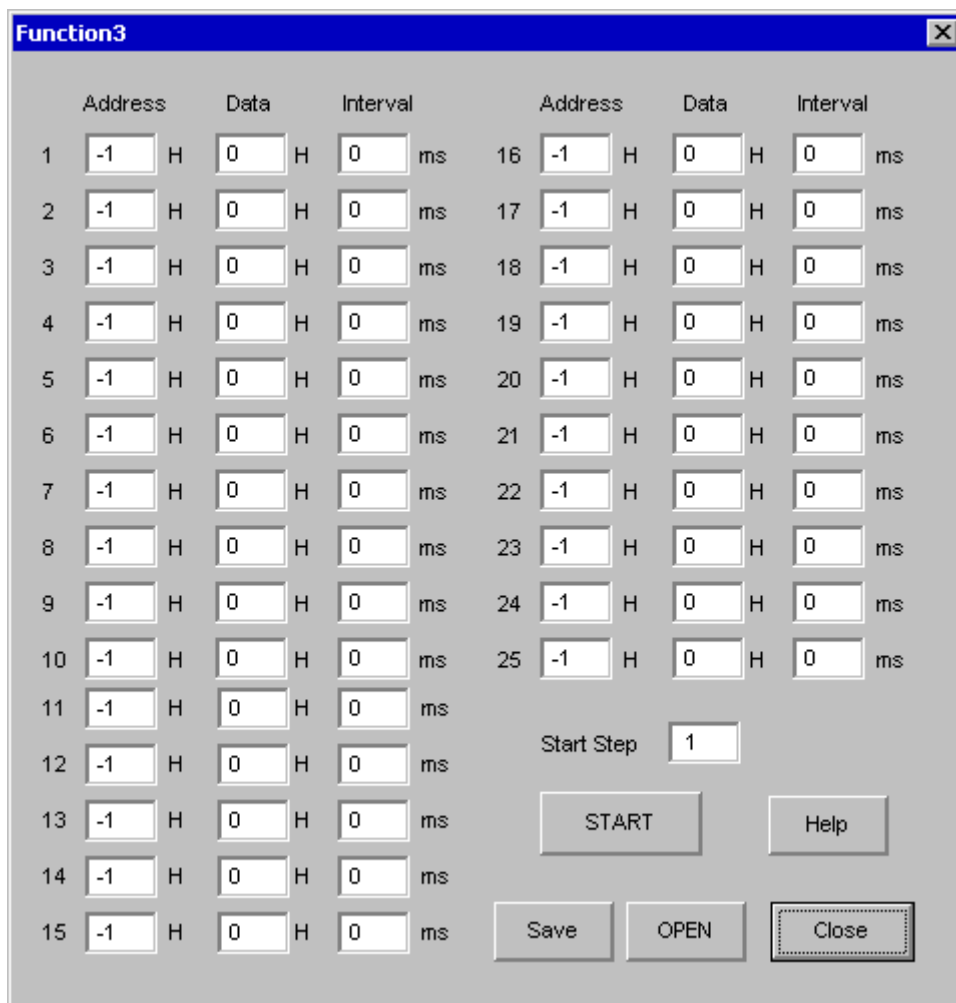 Function3
Address Data Interval Address Data Interval
1 -1 H 0 H 0 ms 16 -1 H 0 H 0 ms
2 -1 H 0 H 0 ms 17 -1 H 0 H 0 ms
3 -1 H 0 H 0 ms 18 -1 H 0 H 0 ms
4 -1 H 0 H 0 ms 19 -1 H 0 H 0 ms
5 -1 H 0 H 0 ms 20 -1 H 0 H 0 ms
6 -1 H 0 H 0 ms 21 -1 H 0 H 0 ms
7 -1 H 0 H 0 ms 22 -1 H 0 H 0 ms
8 -1 H 0 H 0 ms 23 -1 H 0 H 0 ms
9 -1 H 0 H 0 ms 24 -1 H 0 H 0 ms
10 -1 H 0 H 0 ms 25 -1 H 0 H 0 ms
11 -1 H 0 H 0 ms
Start Step 1
12 -1 H 0 H 0 ms
13 -1 H 0 H 0 ms
START Help
14 -1 H 0 H 0 ms
15 -1 H 0 H 0 ms
Save OPEN Close